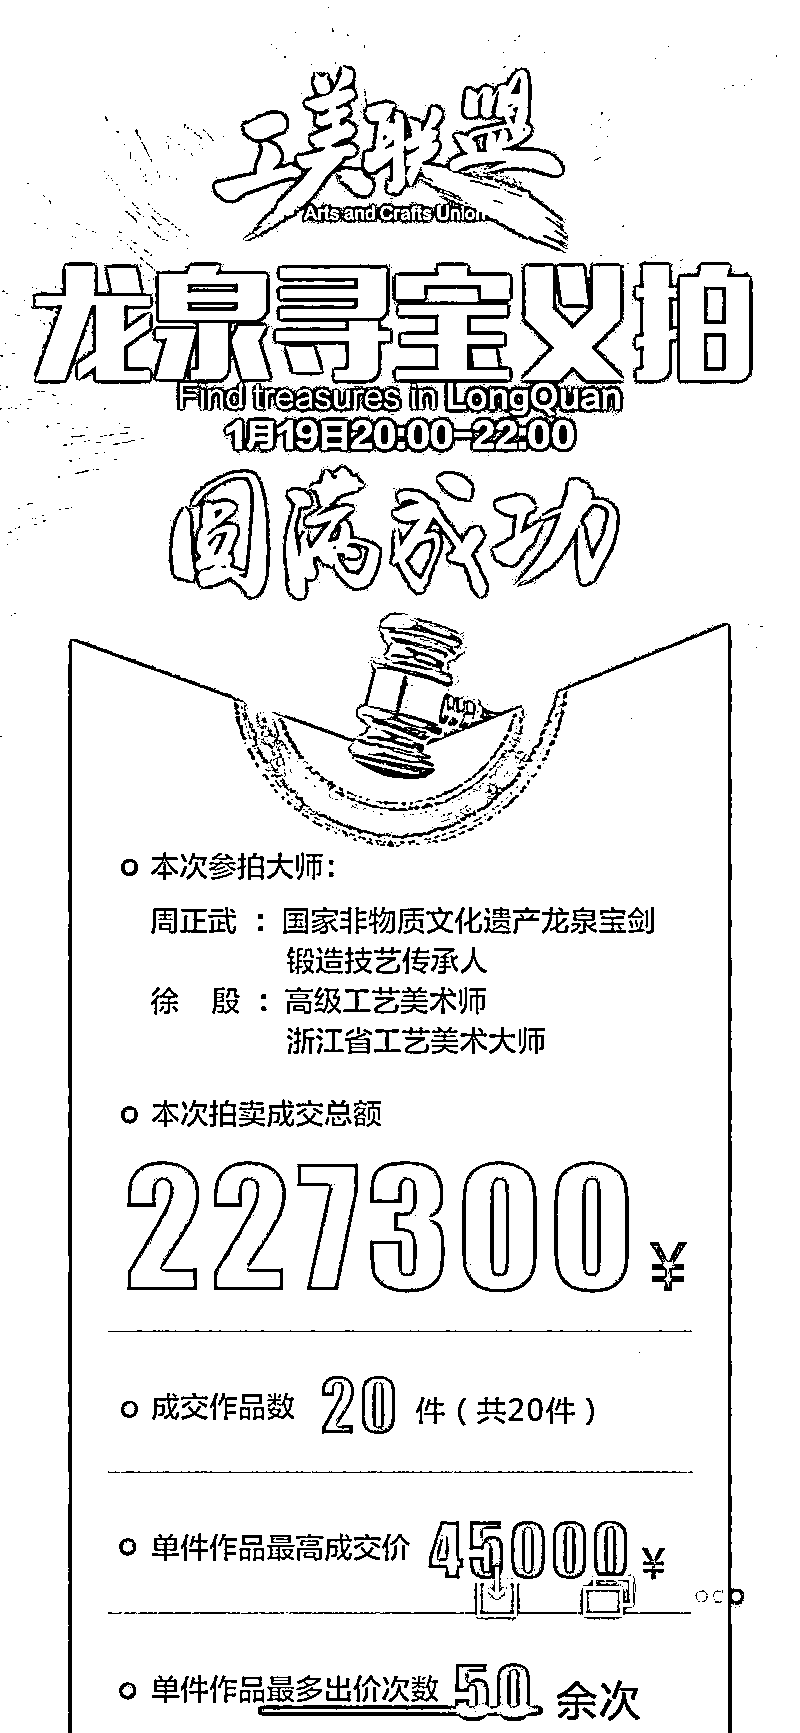 工美联盟
Arts and Crafts Union
龙泉寻宝义拍
Find treasures in LongQuan
1月19日20:00-22:00
圆满成功
本次参拍大师：
周正武 ： 国家非物质文化遗产龙泉宝剑
锻造技艺传承人
徐 殷 ： 高级工艺美术师
浙江省工艺美术大师
本次拍卖成交总额
227300 ¥
成交作品数 20 件（共20件）
单件作品最高成交价 45000 ¥
单件作品最多出价次数 50 余次